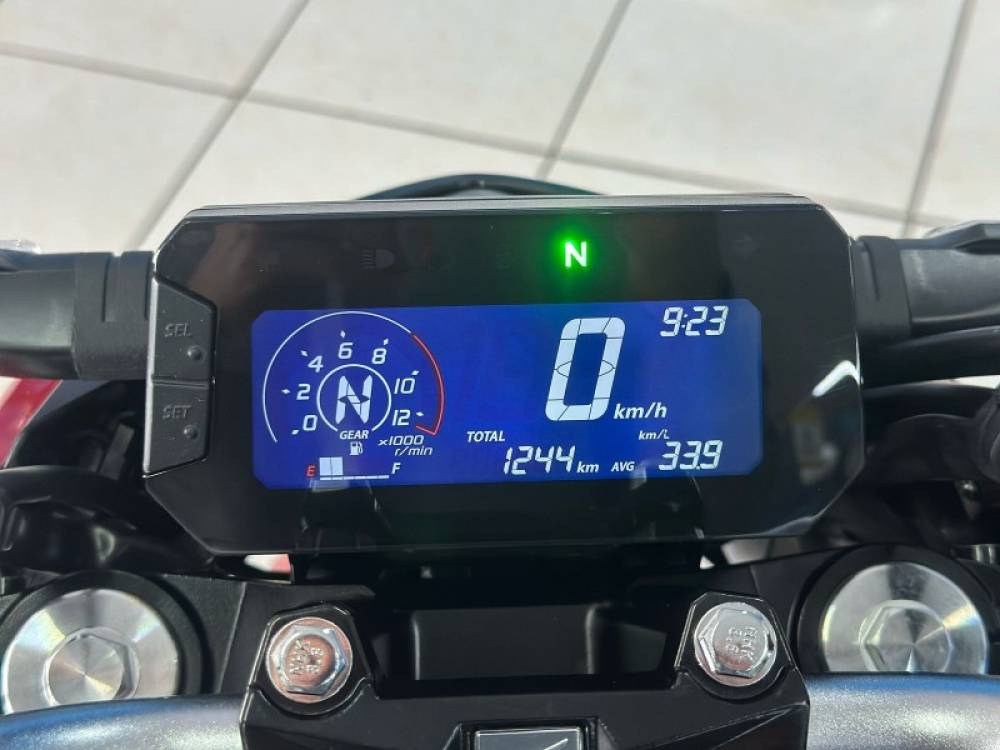 N
9:23
SEL
SET
0 2 4 6 8 10 12
N
GEAR
x1000
r/min
0 km/h
TOTAL
1244 km
km/L
AVG 33.9
E F